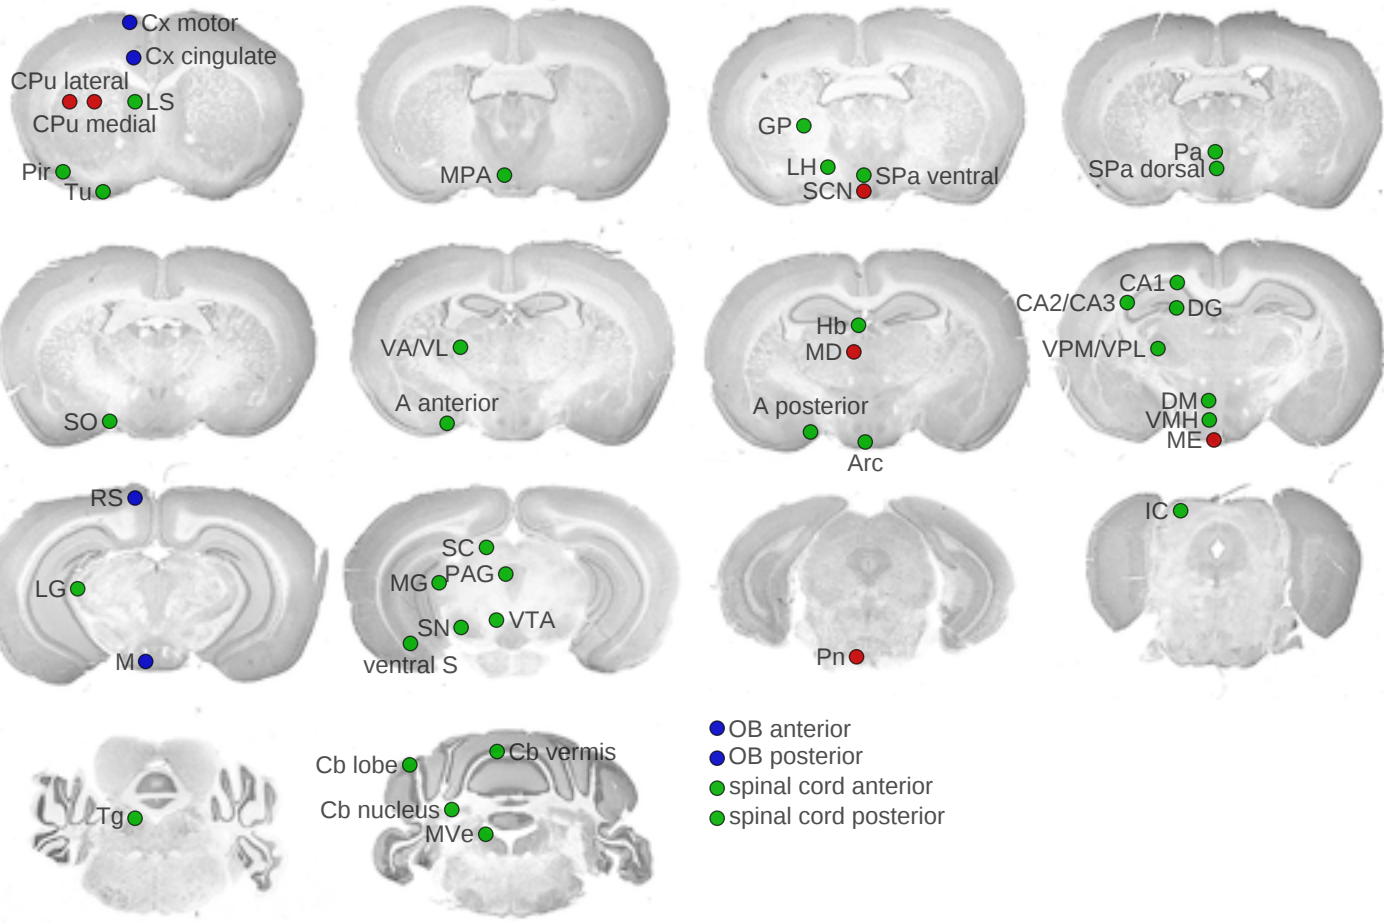 Cx motor
Cx cingulate
CPu lateral
LS
CPu medial
Pir
Tu
MPA
GP
LH
SPa ventral
SCN
Pa
SPa dorsal
SO
VA/VL
A anterior
Hb
MD
A posterior
Arc
CA1
CA2/CA3
DG
VPM/VPL
DM
VMH
ME
RS
LG
M
SC
MG
PAG
SN
VTA
ventral S
Pn
IC
Tg
Cb lobe
Cb vermis
Cb nucleus
MVe
OB anterior
OB posterior
spinal cord anterior
spinal cord posterior